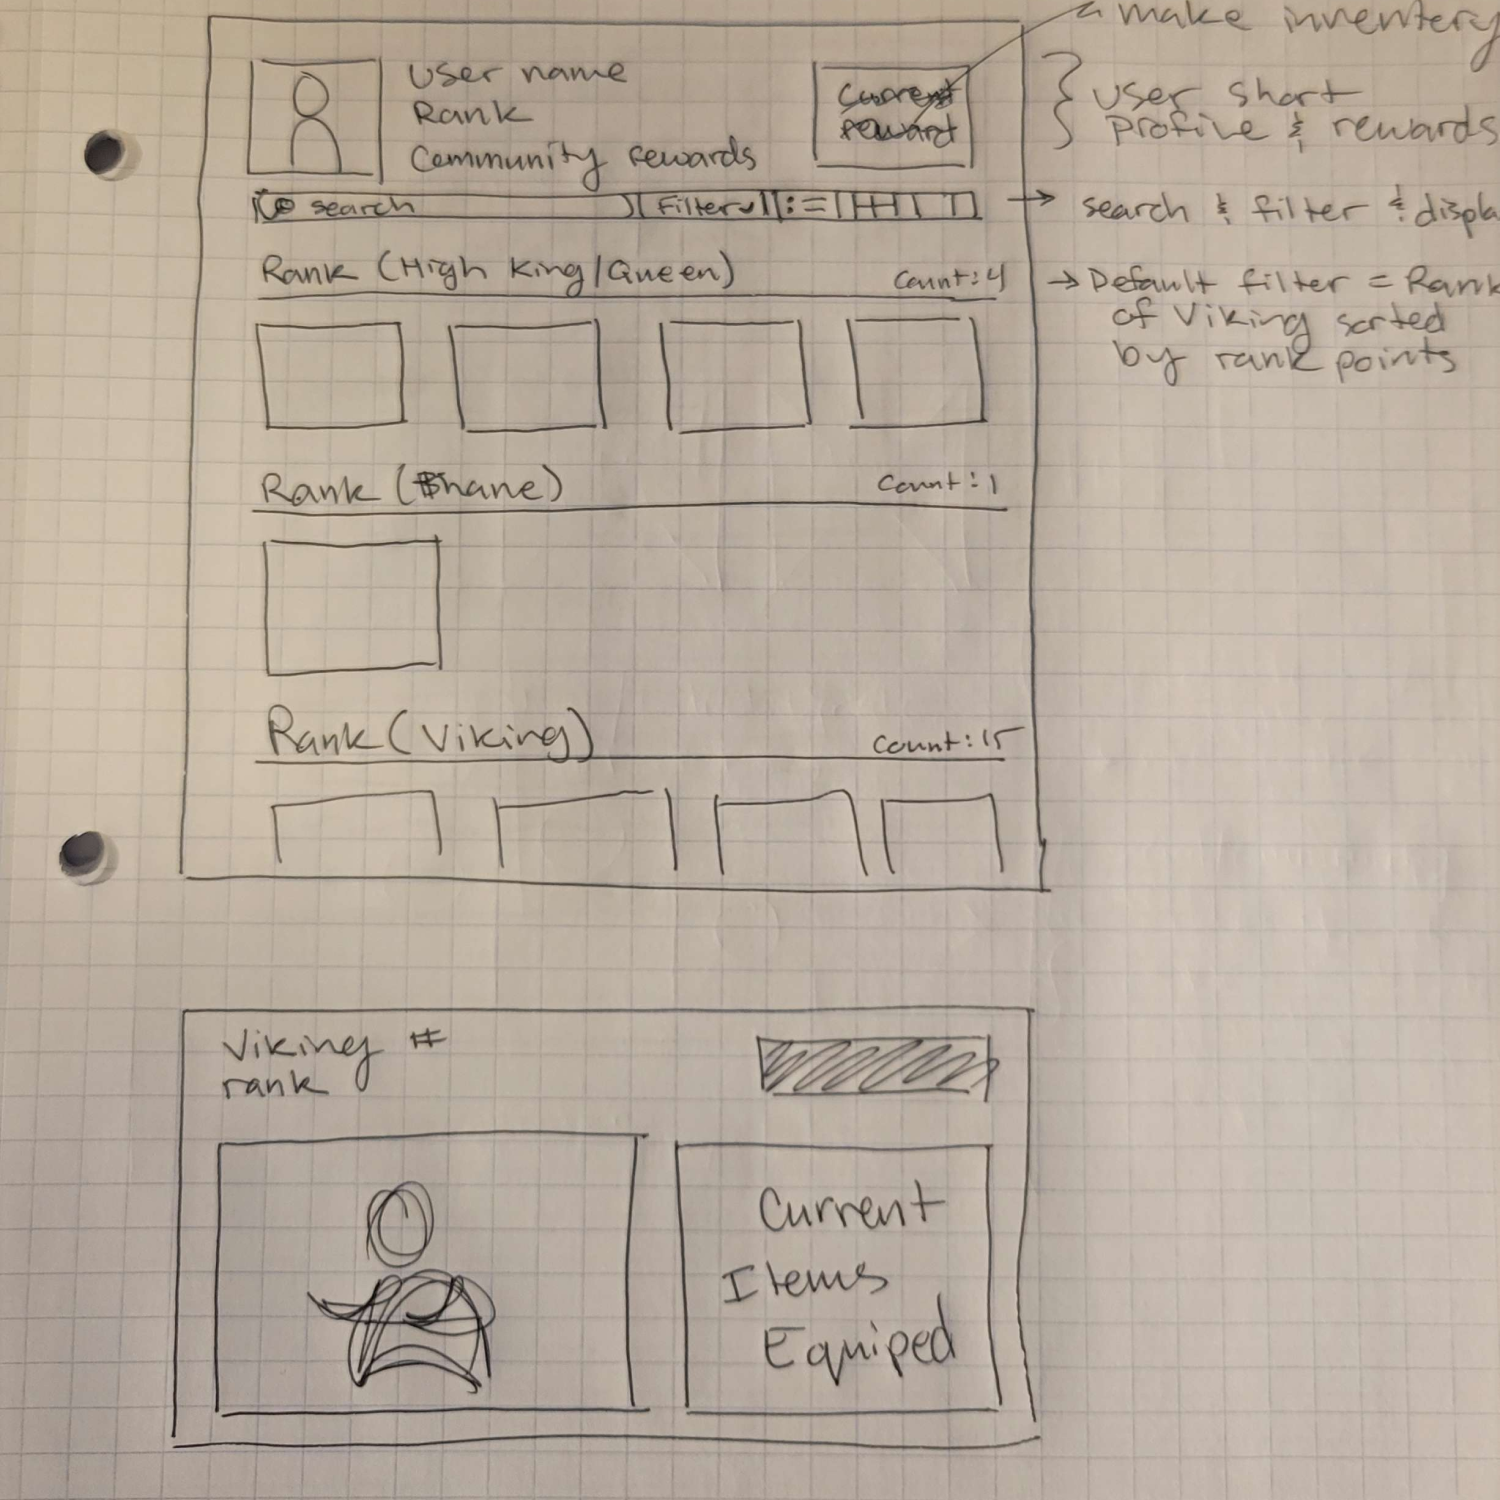 make inventery
User name
Rank
Community rewards
Current
reward
User short
Profile & rewards
search
Filter
search & filter & displa
Rank (High King/Queen)
Count: 4
Default filter = Rank
of Viking sorted
by rank points
Rank (Thane)
Count: 1
Rank (Viking)
Count: 15
Viking #
rank
Current
Items
Equiped